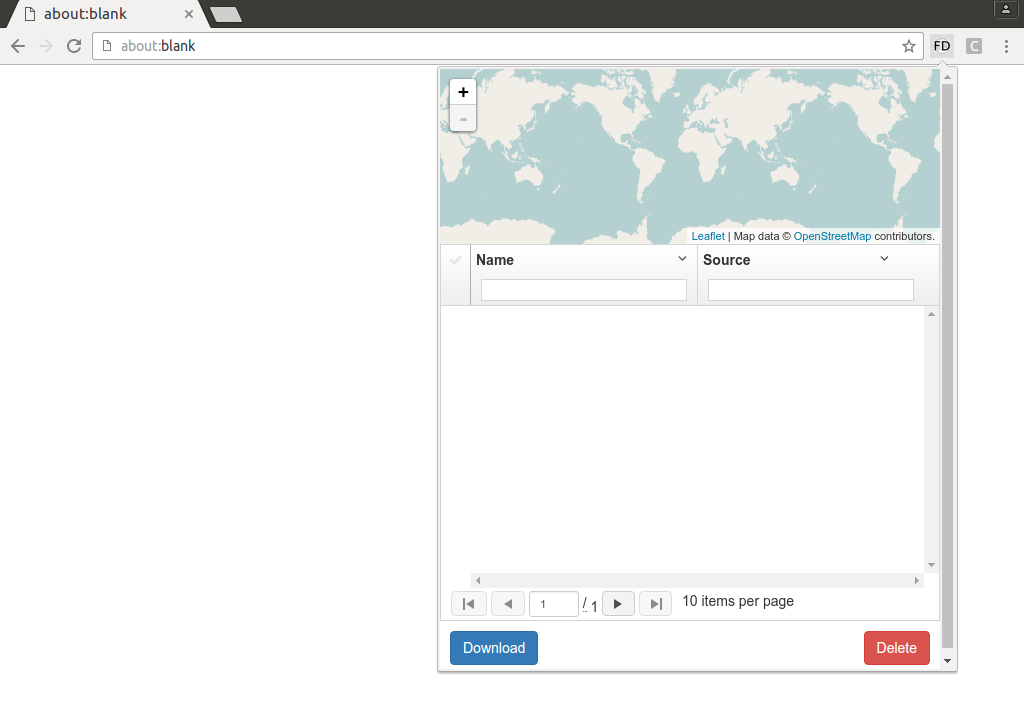 about:blank
about:blank
FD
C
+
-
Leaflet | Map data © OpenStreetMap contributors.
Name
Source
1 / 1
10 items per page
Download
Delete